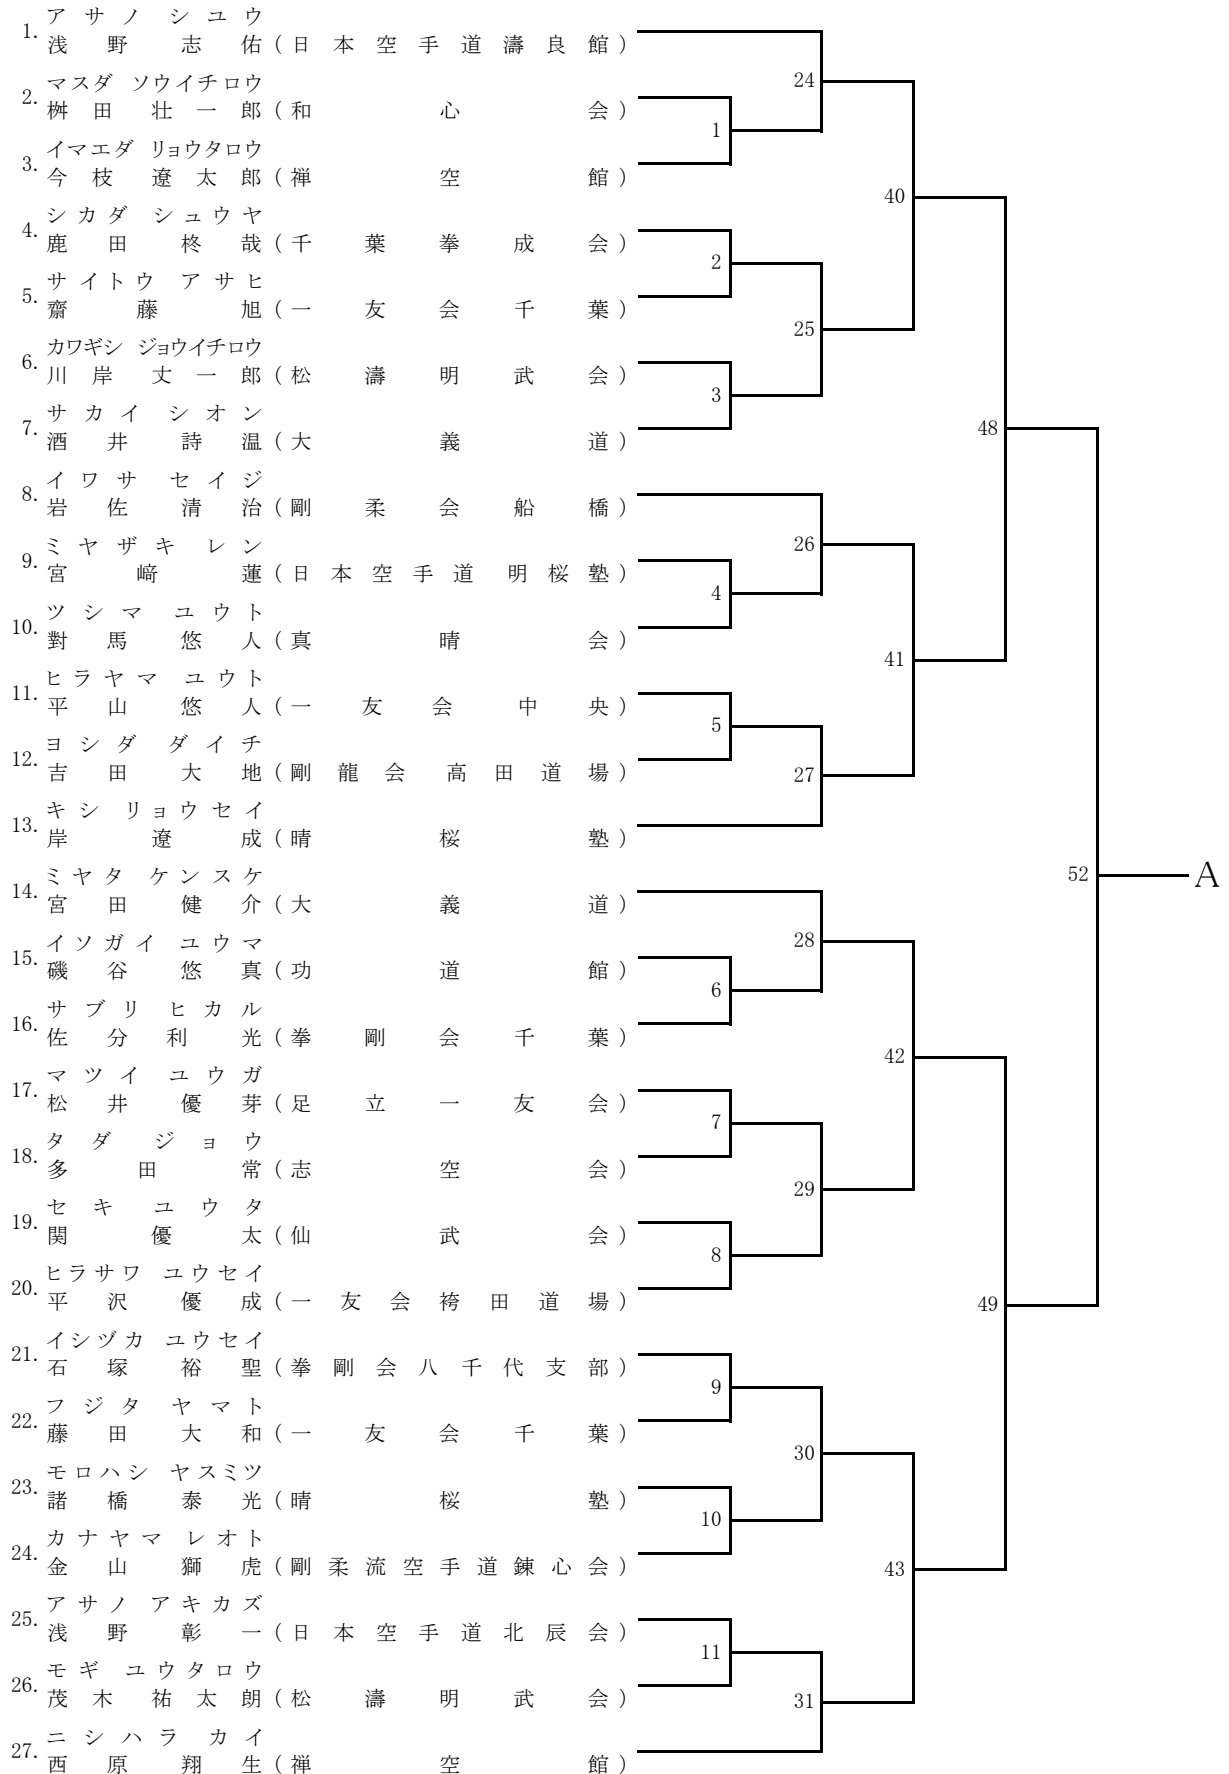 アサノ シユウ
1. 浅野 志佑(日本空手道濤良館)
24
マスダ ソウイチロウ
2. 桝田 壮一郎(和心会)
1
イマエダ リョウタロウ
3. 今枝 遼太郎(禅空館)
40
シカダ シュウヤ
4. 鹿田 柊哉(千葉拳成会)
2
サイトウ アサヒ
5. 齋藤 旭(一友会千葉)
25
カワギシ ジョウイチロウ
6. 川岸 丈一郎(松濤明武会)
3
サカイ シオン
7. 酒井 詩温(大義道)
48
イワサ セイジ
8. 岩佐 清治(剛柔会船橋)
26
ミヤザキ レン
9. 宮﨑 蓮(日本空手道 明桜塾)
4
ツシマ ユウト
10. 對馬 悠人(真晴会)
41
ヒラヤマ ユウト
11. 平山 悠人(一友会 中央)
5
ヨシダ ダイチ
12. 吉田 大地(剛龍会 高田道場)
27
キシ リョウセイ
13. 岸 遼成(晴桜塾)
52 A
ミヤタ ケンスケ
14. 宮田 健介(大義道)
28
イソガイ ユウマ
15. 磯谷 悠真(功道館)
6
サブリ ヒカル
16. 佐分利 光(拳剛会千葉)
42
マツイ ユウガ
17. 松井 優芽(足立一友会)
7
タダ ジョウ
18. 多田 常(志空会)
29
セキ ユウタ
19. 関 優太(仙武会)
8
ヒラサワ ユウセイ
20. 平沢 優成(一友会袴田道場)
49
イシヅカ ユウセイ
21. 石塚 裕聖(拳剛会八千代支部)
9
フジタ ヤマト
22. 藤田 大和(一友会千葉)
30
モロハシ ヤスミツ
23. 諸橋 泰光(晴桜塾)
10
カナヤマ レオト
24. 金山 獅虎(剛柔流空手道錬心会)
43
アサノ アキカズ
25. 浅野 彰一(日本空手道北辰会)
11
モギ ユウタロウ
26. 茂木 祐太朗(松濤明武会)
31
ニシハラ カイ
27. 西原 翔生(禅空館)